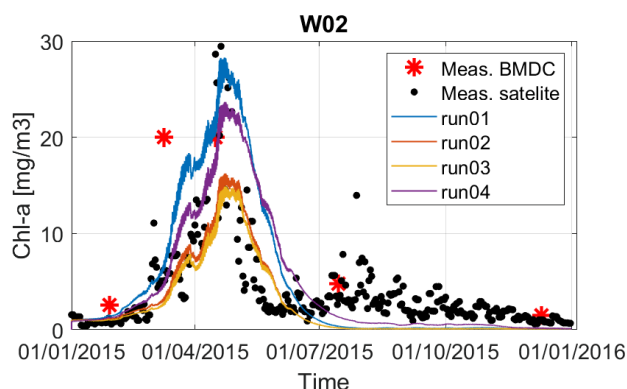 W02
Chl-a [mg/m3]
30
20
10
0
Meas. BMDC
Meas. satelite
run01
run02
run03
run04
01/01/2015 01/04/2015 01/07/2015 01/10/2015 01/01/2016
Time